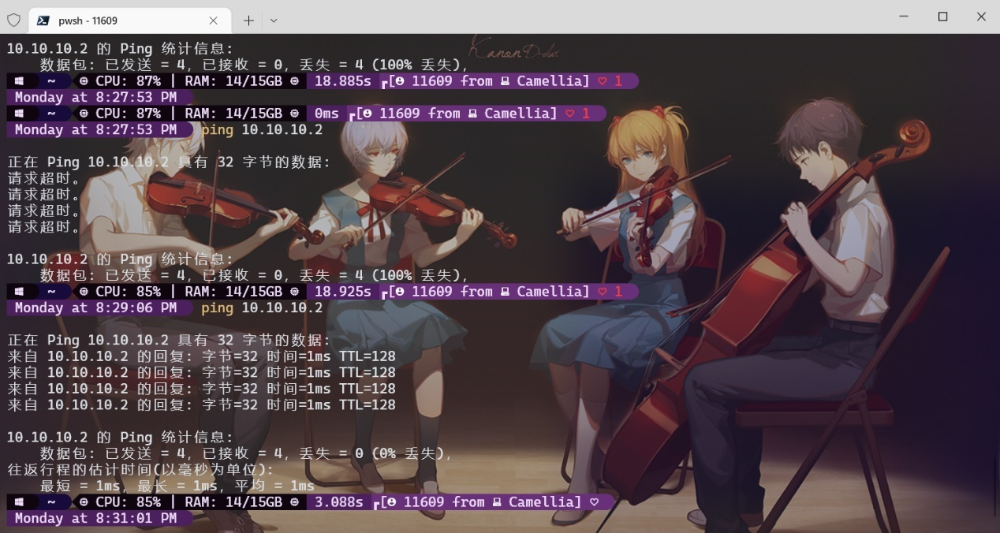 pwsh - 11609
10.10.10.2 的 Ping 统计信息:
数据包: 已发送 = 4, 已接收 = 0, 丢失 = 4 (100% 丢失),
~ CPU: 87% | RAM: 14/15GB 18.885s ┏[ 11609 from Camellia] ♡ 1
Monday at 8:27:53 PM
~ CPU: 87% | RAM: 14/15GB 0ms ┏[ 11609 from Camellia] ♡ 1
Monday at 8:27:53 PM ping 10.10.10.2
正在 Ping 10.10.10.2 具有 32 字节的数据:
请求超时。
请求超时。
请求超时。
请求超时。
10.10.10.2 的 Ping 统计信息:
数据包: 已发送 = 4, 已接收 = 0, 丢失 = 4 (100% 丢失),
~ CPU: 85% | RAM: 14/15GB 18.925s ┏[ 11609 from Camellia] ♡ 1
Monday at 8:29:06 PM ping 10.10.10.2
正在 Ping 10.10.10.2 具有 32 字节的数据:
来自 10.10.10.2 的回复: 字节=32 时间=1ms TTL=128
来自 10.10.10.2 的回复: 字节=32 时间=1ms TTL=128
来自 10.10.10.2 的回复: 字节=32 时间=1ms TTL=128
来自 10.10.10.2 的回复: 字节=32 时间=1ms TTL=128
10.10.10.2 的 Ping 统计信息:
数据包: 已发送 = 4, 已接收 = 4, 丢失 = 0 (0% 丢失),
往返行程的估计时间(以毫秒为单位):
最短 = 1ms, 最长 = 1ms, 平均 = 1ms
~ CPU: 85% | RAM: 14/15GB 3.088s ┏[ 11609 from Camellia] ♡
Monday at 8:31:01 PM